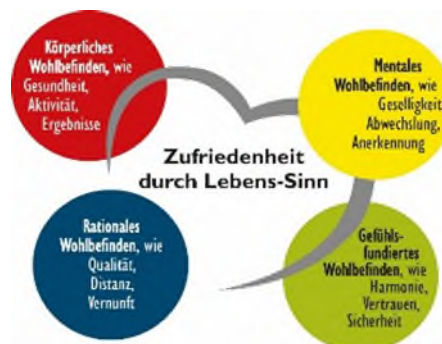 Körperliches
Wohlbefinden, wie
Gesundheit,
Aktivität,
Ergebnisse
Mentales
Wohlbefinden, wie
Geselligkeit
Abwechslung,
Anerkennung
Zufriedenheit
durch Lebens-Sinn
Rationales
Wohlbefinden, wie
Qualität,
Distanz,
Vernunft
Gefühls-
fundiertes
Wohlbefinden, wie
Harmonie,
Vertrauen,
Sicherheit